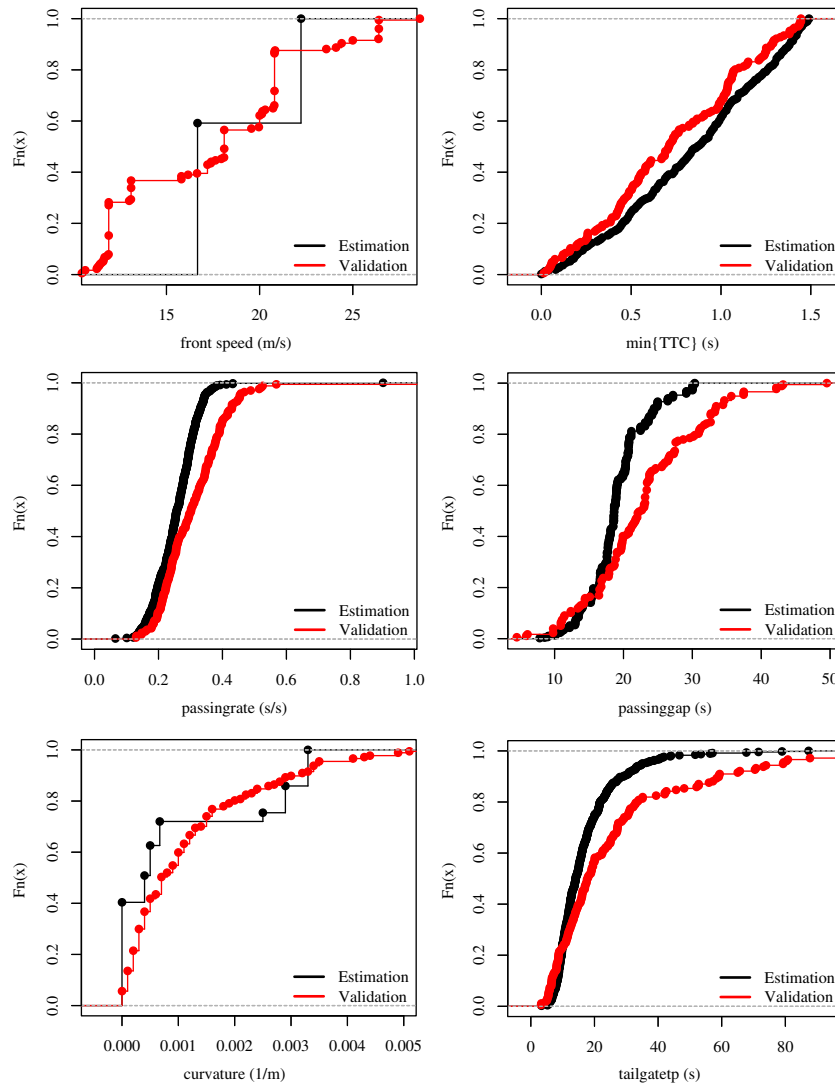 Fn(x)
0.0 0.2 0.4 0.6 0.8 1.0
Estimation
Validation
15 20 25
front speed (m/s)
Fn(x)
0.0 0.2 0.4 0.6 0.8 1.0
Estimation
Validation
0.0 0.5 1.0 1.5
min{TTC} (s)
Fn(x)
0.0 0.2 0.4 0.6 0.8 1.0
Estimation
Validation
0.0 0.2 0.4 0.6 0.8 1.0
passingrate (s/s)
Fn(x)
0.0 0.2 0.4 0.6 0.8 1.0
Estimation
Validation
10 20 30 40 50
passinggap (s)
Fn(x)
0.0 0.2 0.4 0.6 0.8 1.0
Estimation
Validation
0.000 0.001 0.002 0.003 0.004 0.005
curvature (1/m)
Fn(x)
0.0 0.2 0.4 0.6 0.8 1.0
Estimation
Validation
0 20 40 60 80
tailgatetp (s)